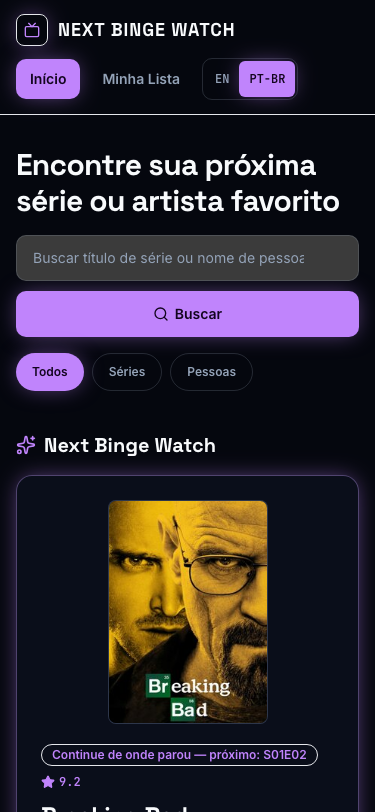 NEXT BINGE WATCH
Início Minha Lista EN PT-BR
Encontre sua próxima
série ou artista favorito
Buscar título de série ou nome de pessoa
Buscar
Todos Séries Pessoas
Next Binge Watch
Breaking
Bad
Continue de onde parou — próximo: S01E02
9.2
Breaking Bad